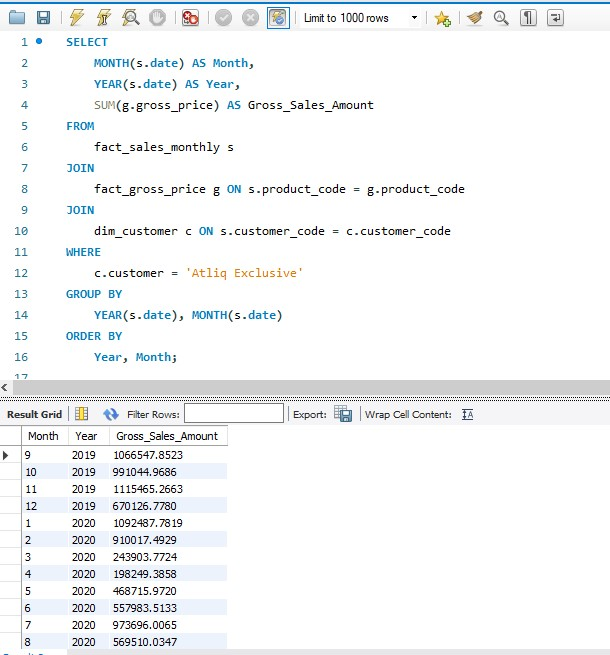 Limit to 1000 rows
1 SELECT
2 MONTH(s.date) AS Month,
3 YEAR(s.date) AS Year,
4 SUM(g.gross_price) AS Gross_Sales_Amount
5 FROM
6 fact_sales_monthly s
7 JOIN
8 fact_gross_price g ON s.product_code = g.product_code
9 JOIN
10 dim_customer c ON s.customer_code = c.customer_code
11 WHERE
12 c.customer = 'Atliq Exclusive'
13 GROUP BY
14 YEAR(s.date), MONTH(s.date)
15 ORDER BY
16 Year, Month;
17
Result Grid Filter Rows: Export: Wrap Cell Content: IA
Month Year Gross_Sales_Amount
9 2019 1066547.8523
10 2019 991044.9686
11 2019 1115465.2663
12 2019 670126.7780
1 2020 1092487.7819
2 2020 910017.4929
3 2020 243903.7724
4 2020 198249.3858
5 2020 468715.9720
6 2020 557983.5133
7 2020 973696.0065
8 2020 569510.0347